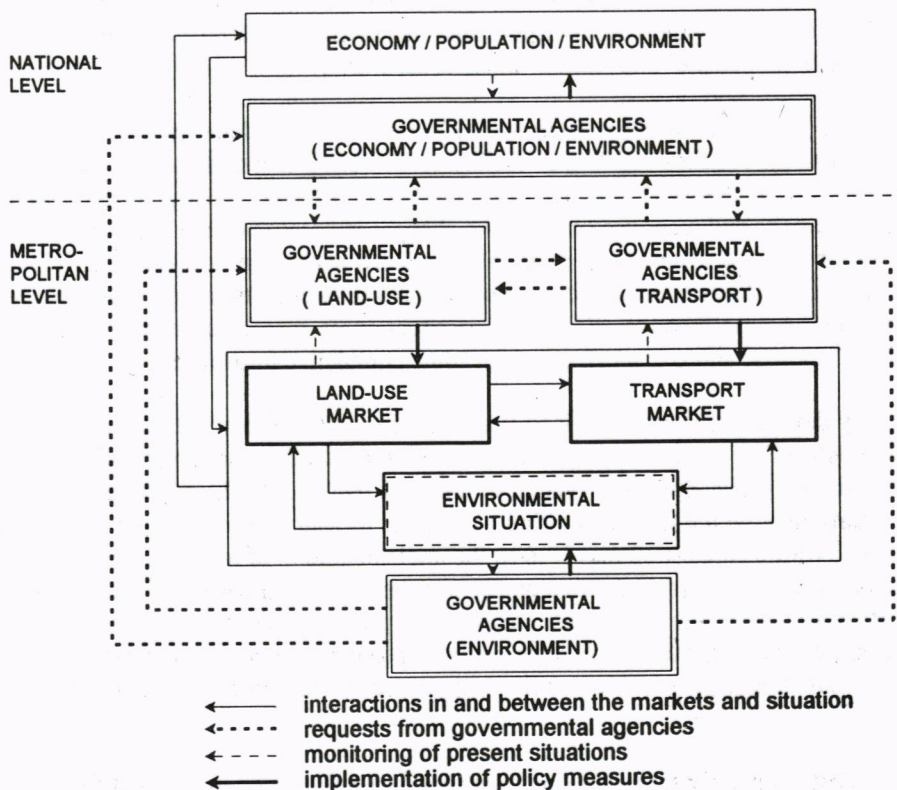 NATIONAL
LEVEL
ECONOMY / POPULATION / ENVIRONMENT
GOVERNMENTAL AGENCIES
( ECONOMY / POPULATION / ENVIRONMENT )
METRO-
POLITAN
LEVEL
GOVERNMENTAL
AGENCIES
( LAND-USE )
GOVERNMENTAL
AGENCIES
( TRANSPORT )
LAND-USE
MARKET
TRANSPORT
MARKET
ENVIRONMENTAL
SITUATION
GOVERNMENTAL
AGENCIES
( ENVIRONMENT)
interactions in and between the markets and situation
requests from governmental agencies
monitoring of present situations
implementation of policy measures